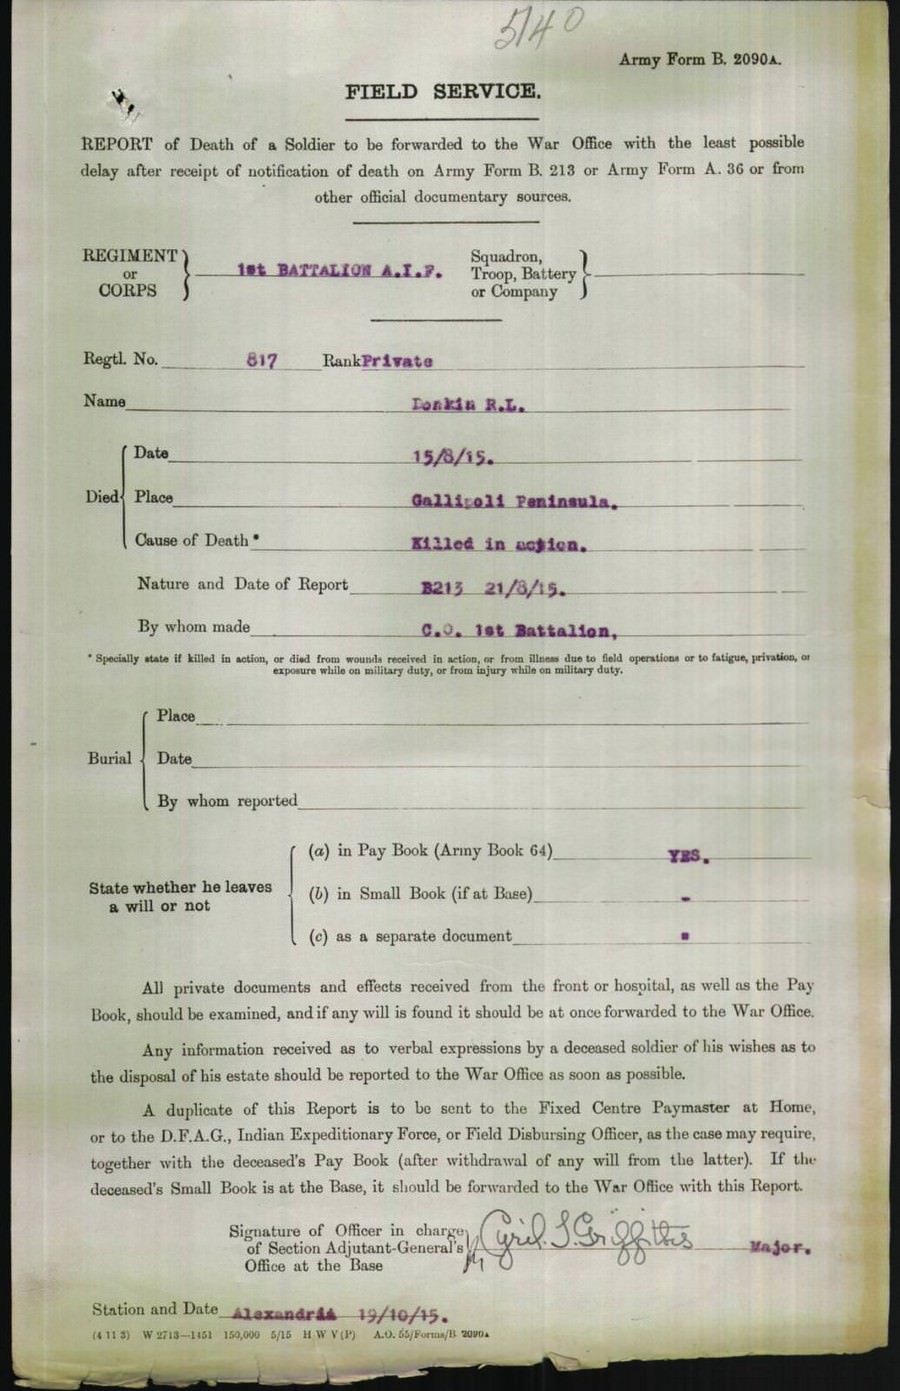 5140
Army Form B. 2090A.
FIELD SERVICE.
REPORT of Death of a Soldier to be forwarded to the War Office with the least possible
delay after receipt of notification of death on Army Form B. 213 or Army Form A. 36 or from
other official documentary sources.
REGIMENT or CORPS } 1st BATTALION A.I.F. Squadron, Troop, Battery or Company }
Regtl. No. 817 Rank Private
Name Donkin R.L.
Died { Date 15/8/15.
Place Gallipoli Peninsula.
Cause of Death * Killed in action.
Nature and Date of Report B213 21/8/15.
By whom made C.O. 1st Battalion,
* Specially state if killed in action, or died from wounds received in action, or from illness due to field operations or to fatigue, privation, or
exposure while on military duty, or from injury while on military duty.
Burial { Place
Date
By whom reported
State whether he leaves a will or not { (a) in Pay Book (Army Book 64) YES.
(b) in Small Book (if at Base) -
(c) as a separate document "
All private documents and effects received from the front or hospital, as well as the Pay
Book, should be examined, and if any will is found it should be at once forwarded to the War Office.
Any information received as to verbal expressions by a deceased soldier of his wishes as to
the disposal of his estate should be reported to the War Office as soon as possible.
A duplicate of this Report is to be sent to the Fixed Centre Paymaster at Home,
or to the D.F.A.G., Indian Expeditionary Force, or Field Disbursing Officer, as the case may require,
together with the deceased's Pay Book (after withdrawal of any will from the latter). If the
deceased's Small Book is at the Base, it should be forwarded to the War Office with this Report.
Signature of Officer in charge
of Section Adjutant-General's Cyril. Griffiths Major.
Office at the Base
Station and Date Alexandria 19/10/15.
(4 11 3) W 2713—1451 150,000 5/15 H W V (P) A.O. 55/Forms/B. 2090A